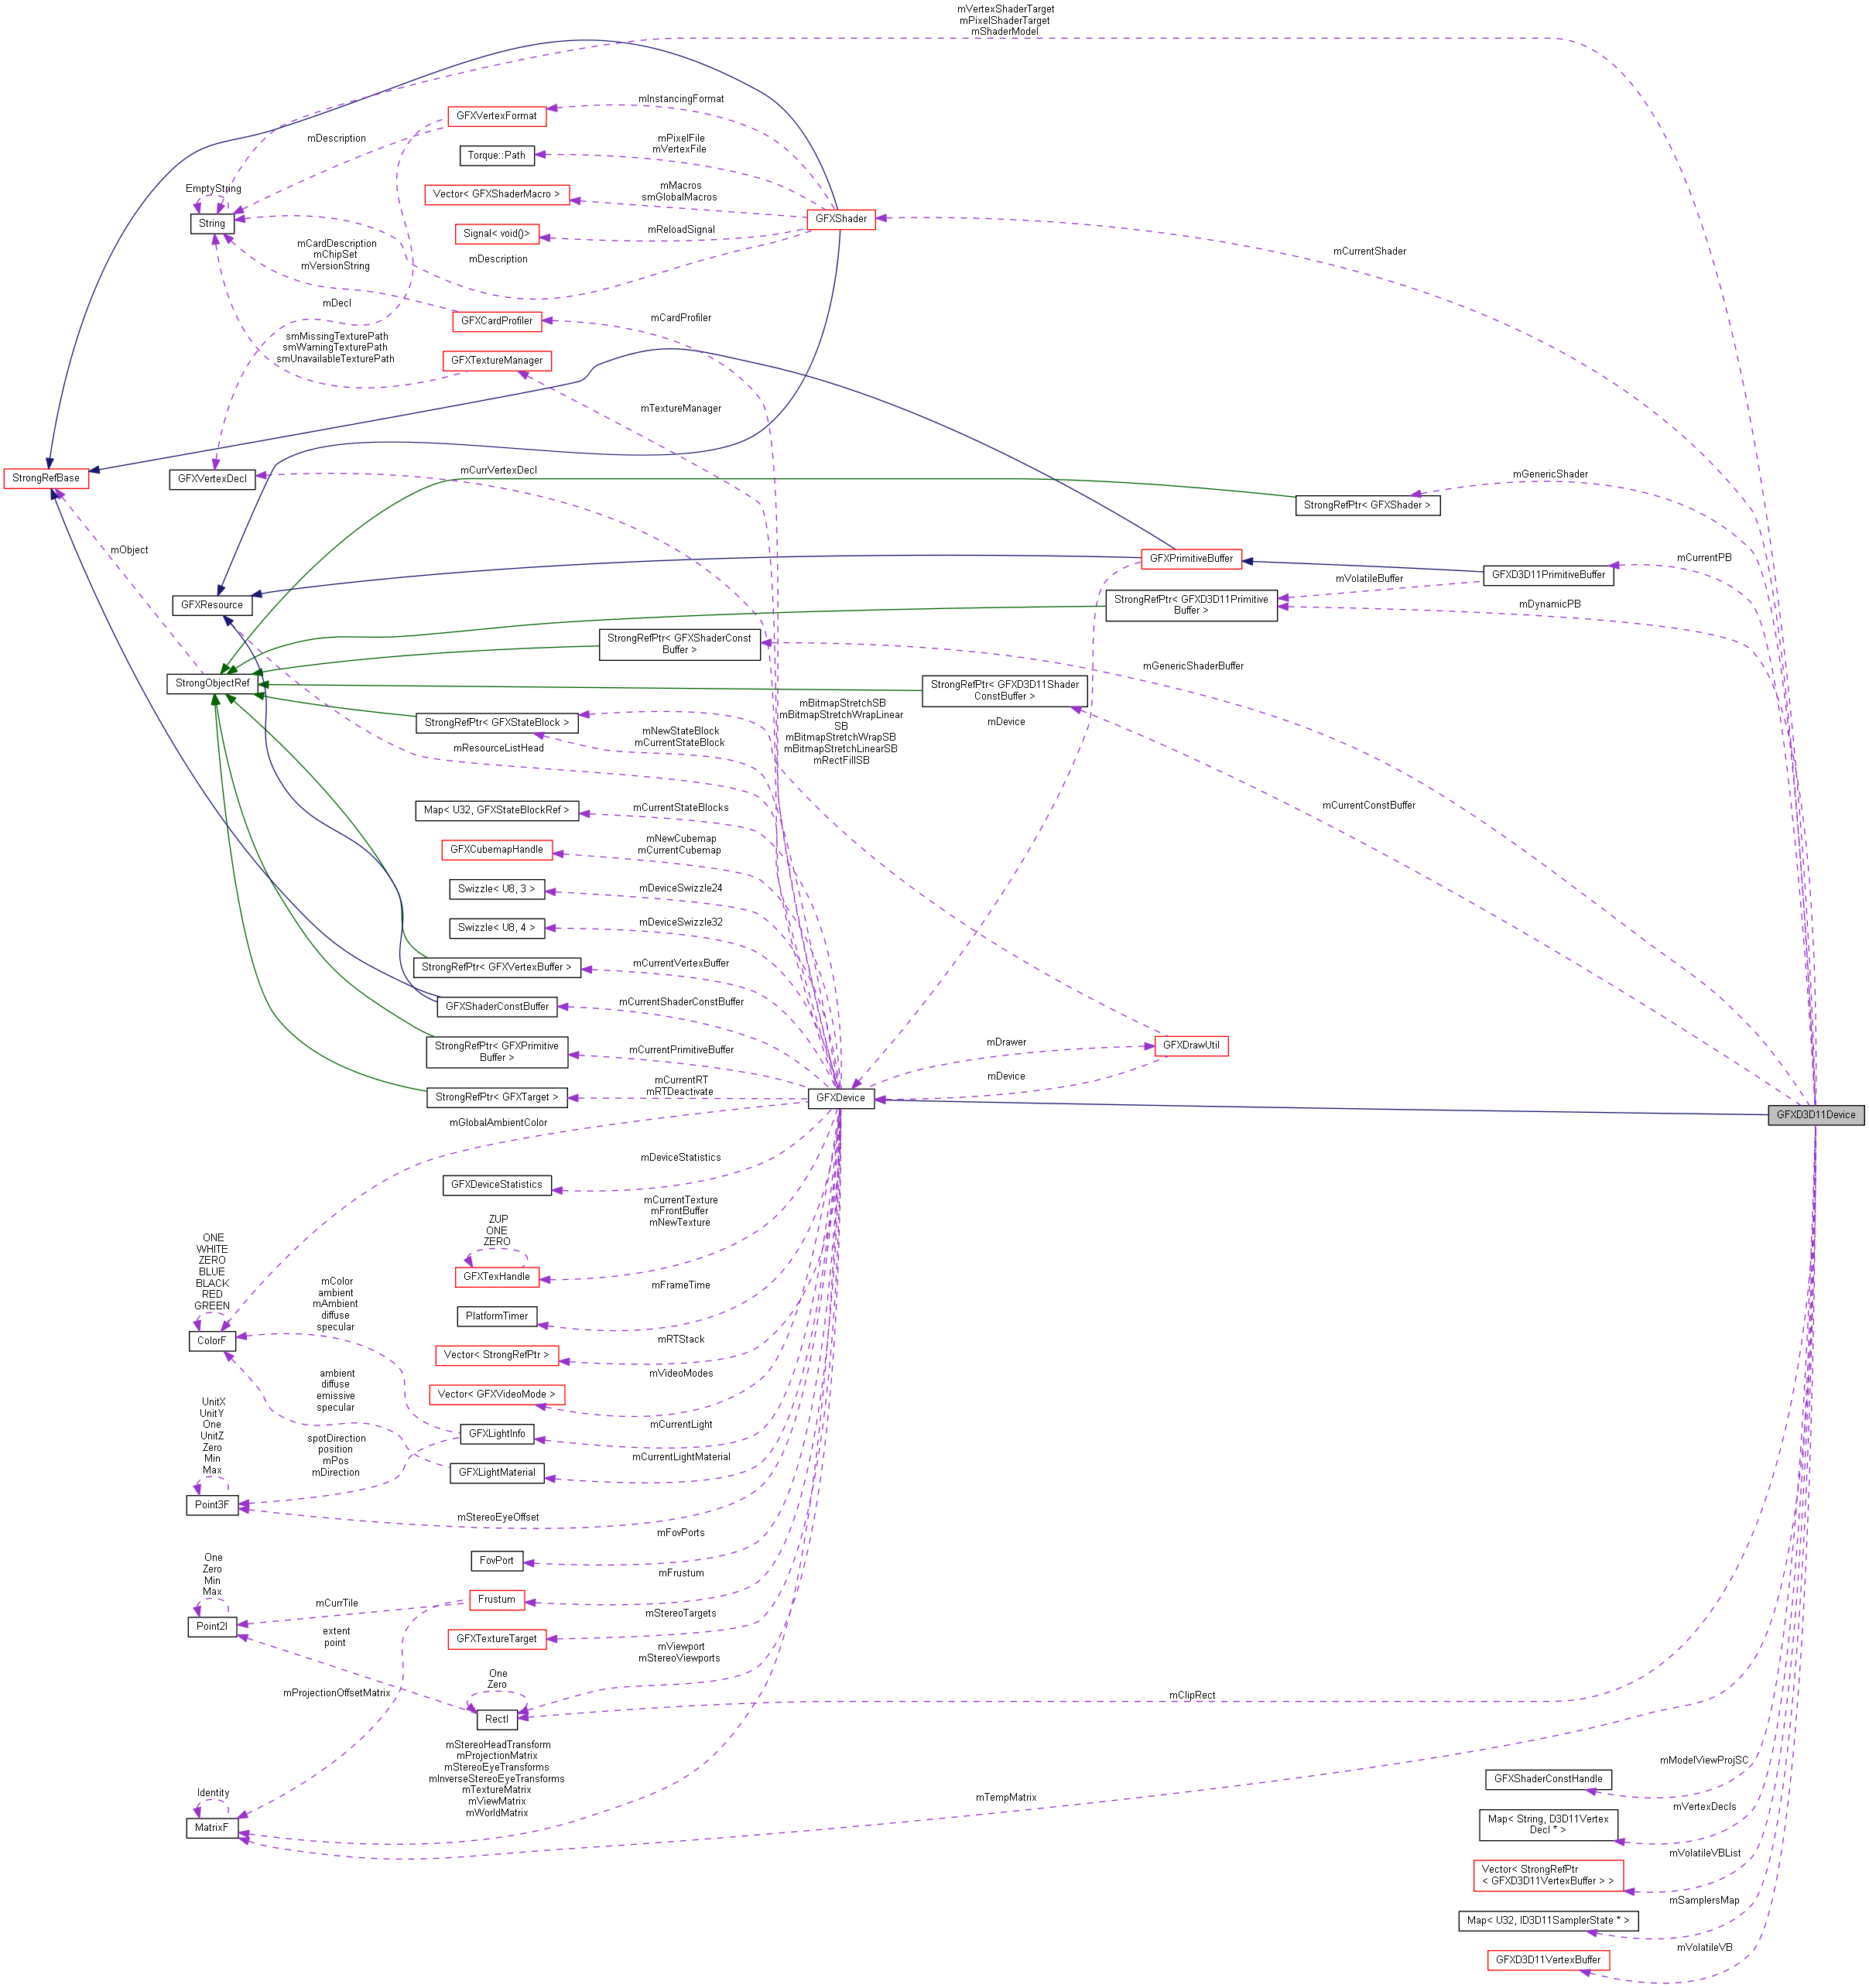 mVertexShaderTarget
mPixelShaderTarget
mShaderModel
mInstancingFormat
GFXVertexFormat
mDescription
mPixelFile
mVertexFile
Torque::Path
mMacros
smGlobalMacros
Vector< GFXShaderMacro >
EmptyString
String
GFXShader
mReloadSignal
Signal< void()>
mDescription
mCurrentShader
mCardDescription
mChipSet
mVersionString
mDecl
GFXCardProfiler
mCardProfiler
smMissingTexturePath
smWarningTexturePath
smUnavailableTexturePath
GFXTextureManager
mTextureManager
StrongRefBase
GFXVertexDecl
mCurrVertexDecl
mGenericShader
StrongRefPtr< GFXShader >
mObject
GFXPrimitiveBuffer
mCurrentPB
GFXD3D11PrimitiveBuffer
mVolatileBuffer
GFXResource
StrongRefPtr< GFXD3D11Primitive
Buffer >
mDynamicPB
StrongRefPtr< GFXShaderConst
Buffer >
mGenericShaderBuffer
StrongObjectRef
StrongRefPtr< GFXD3D11Shader
ConstBuffer >
StrongRefPtr< GFXStateBlock >
mBitmapStretchSB
mBitmapStretchWrapLinear
SB
mBitmapStretchWrapSB
mBitmapStretchLinearSB
mRectFillSB
mDevice
mNewStateBlock
mCurrentStateBlock
mResourceListHead
Map< U32, GFXStateBlockRef >
mCurrentStateBlocks
mCurrentConstBuffer
GFXCubemapHandle
mNewCubemap
mCurrentCubemap
Swizzle< U8, 3 >
mDeviceSwizzle24
Swizzle< U8, 4 >
mDeviceSwizzle32
StrongRefPtr< GFXVertexBuffer >
mCurrentVertexBuffer
GFXShaderConstBuffer
mCurrentShaderConstBuffer
StrongRefPtr< GFXPrimitive
Buffer >
mCurrentPrimitiveBuffer
mDrawer
GFXDrawUtil
mDevice
StrongRefPtr< GFXTarget >
mCurrentRT
mRTDeactivate
GFXDevice
GFXD3D11Device
mGlobalAmbientColor
GFXDeviceStatistics
mDeviceStatistics
mCurrentTexture
mFrontBuffer
mNewTexture
ZUP
ONE
ZERO
GFXTexHandle
ONE
WHITE
ZERO
BLUE
BLACK
RED
GREEN
ColorF
mColor
ambient
mAmbient
diffuse
specular
mFrameTime
PlatformTimer
mRTStack
Vector< StrongRefPtr >
mVideoModes
Vector< GFXVideoMode >
ambient
diffuse
emissive
specular
UnitX
UnitY
One
UnitZ
Zero
Min
Max
Point3F
GFXLightInfo
mCurrentLight
spotDirection
position
mPos
mDirection
GFXLightMaterial
mCurrentLightMaterial
mStereoEyeOffset
mFovPorts
FovPort
One
Zero
Min
Max
Point2I
mCurrTile
Frustum
mFrustum
GFXTextureTarget
mStereoTargets
extent
point
mViewport
mStereoViewports
One
Zero
RectI
mProjectionOffsetMatrix
mClipRect
mStereoHeadTransform
mProjectionMatrix
mStereoEyeTransforms
mInverseStereoEyeTransforms
mTextureMatrix
mViewMatrix
mWorldMatrix
Identity
MatrixF
mTempMatrix
mModelViewProjSC
GFXShaderConstHandle
mVertexDecls
Map< String, D3D11Vertex
Decl * >
mVolatileVBList
Vector< StrongRefPtr
< GFXD3D11VertexBuffer > >
mSamplersMap
Map< U32, ID3D11SamplerState * >
mVolatileVB
GFXD3D11VertexBuffer